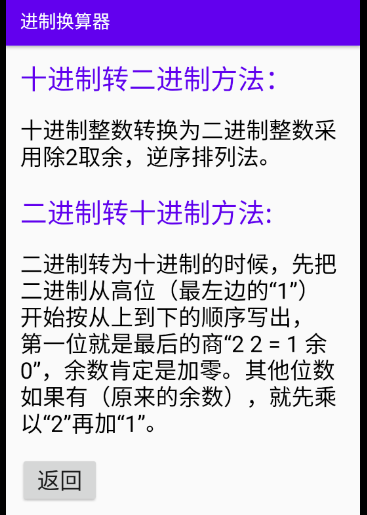 进制换算器
十进制转二进制方法：
十进制整数转换为二进制整数采
用除2取余，逆序排列法。
二进制转十进制方法:
二进制转为十进制的时候，先把
二进制从高位（最左边的“1”）
开始按从上到下的顺序写出，
第一位就是最后的商“2 2 = 1 余
0”，余数肯定是加零。其他位数
如果有（原来的余数），就先乘
以“2”再加“1”。
返回